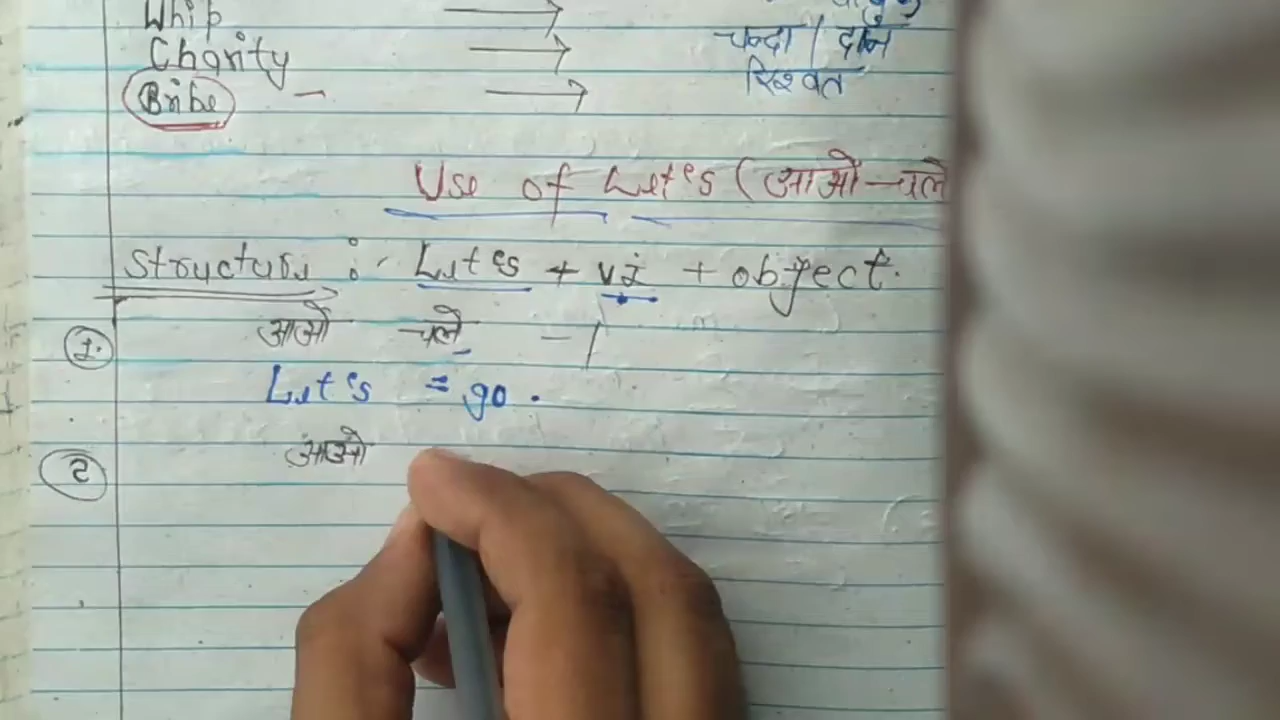 Whip
Charity → चन्दा / दान
Bribe – → रिश्वत
Use of Let's (आओ – चले
Structure :- Let's + V1 + object.
1. आओ चले – ।
Let's = go.
2 आओ